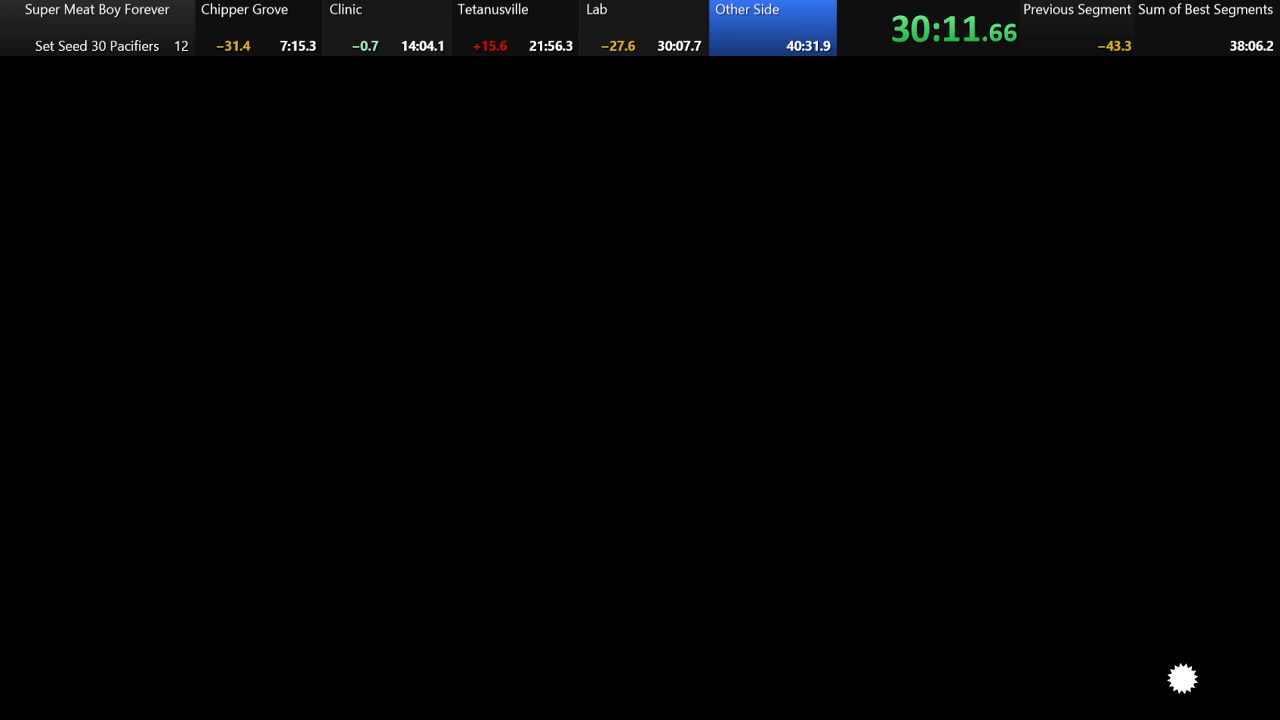 Super Meat Boy Forever
Set Seed 30 Pacifiers 12
Chipper Grove
−31.4 7:15.3
Clinic
−0.7 14:04.1
Tetanusville
+15.6 21:56.3
Lab
−27.6 30:07.7
Other Side
40:31.9
30:11.66
Previous Segment
−43.3
Sum of Best Segments
38:06.2